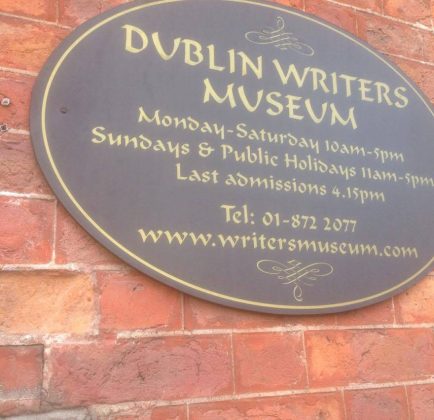 DUBLIN WRITERS
MUSEUM
Monday-Saturday 10am-5pm
Sundays & Public Holidays 11am-5pm
Last admissions 4.15pm
Tel: 01-872 2077
www.writersmuseum.com